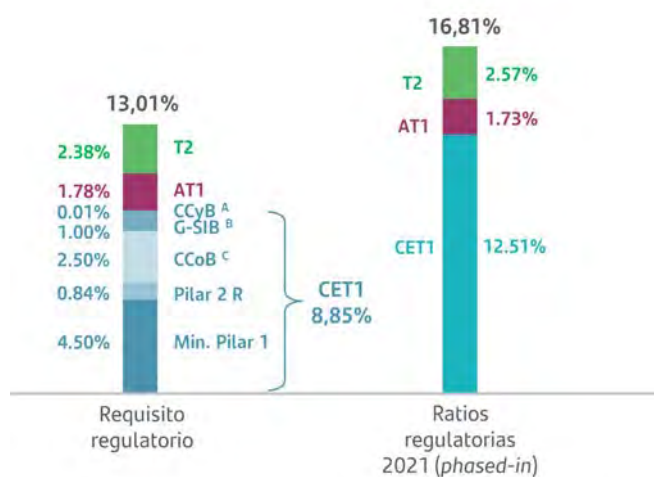 13,01%
2.38% T2
1.78% AT1
0.01% CCyB A
1.00% G-SIB B
2.50% CCoB C
0.84% Pilar 2 R
4.50% Min. Pilar 1
CET1
8,85%
Requisito
regulatorio
16,81%
T2 2.57%
AT1 1.73%
CET1 12.51%
Ratios
regulatorias
2021 (phased-in)